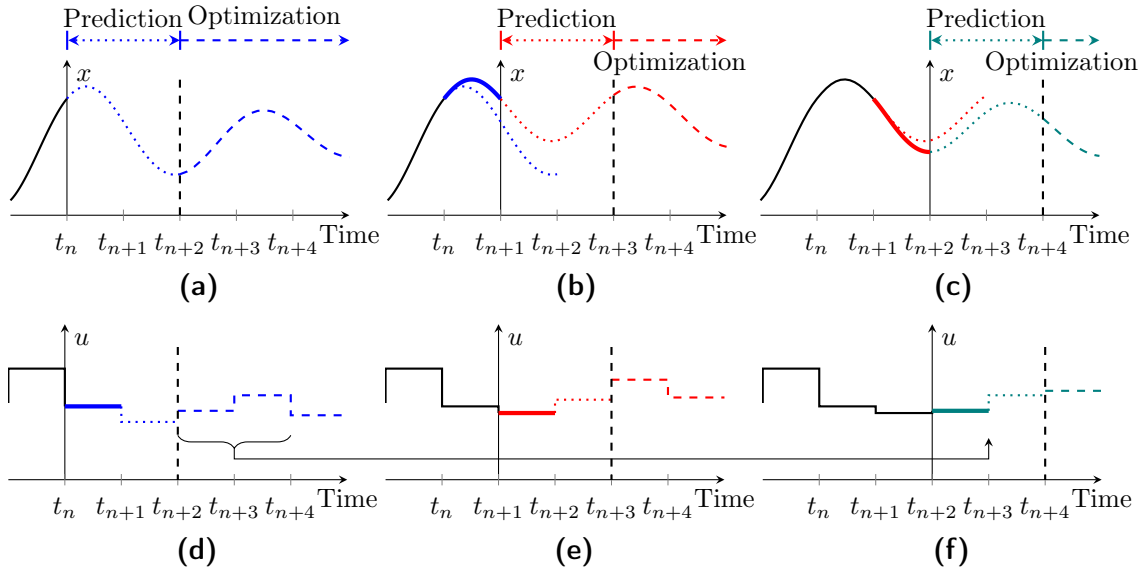 Prediction Optimization
x
t_n t_{n+1} t_{n+2} t_{n+3} t_{n+4} Time
(a)
Prediction
Optimization
x
t_n t_{n+1} t_{n+2} t_{n+3} t_{n+4} Time
(b)
Prediction
Optimization
x
t_n t_{n+1} t_{n+2} t_{n+3} t_{n+4} Time
(c)
u
t_n t_{n+1} t_{n+2} t_{n+3} t_{n+4} Time
(d)
u
t_n t_{n+1} t_{n+2} t_{n+3} t_{n+4} Time
(e)
u
t_n t_{n+1} t_{n+2} t_{n+3} t_{n+4} Time
(f)